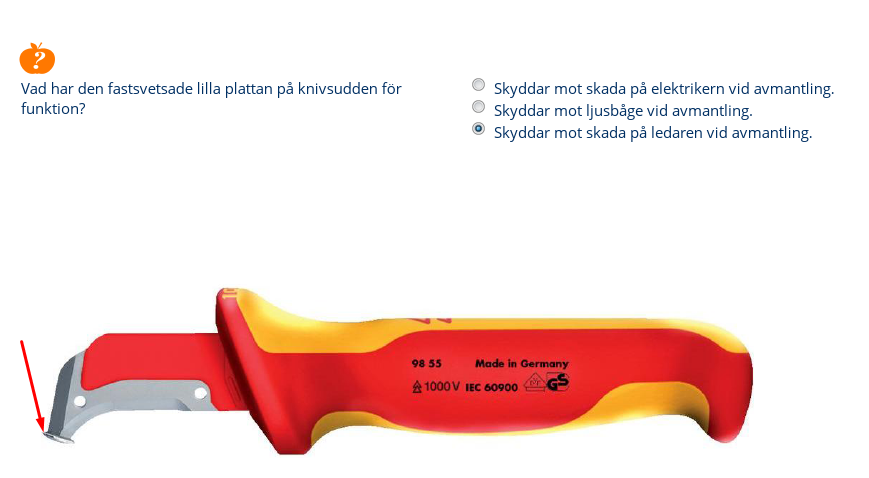 ?
Vad har den fastsvetsade lilla plattan på knivsudden för
funktion?
Skyddar mot skada på elektrikern vid avmantling.
Skyddar mot ljusbåge vid avmantling.
Skyddar mot skada på ledaren vid avmantling.
98 55 Made in Germany
1000 V IEC 60900 GS